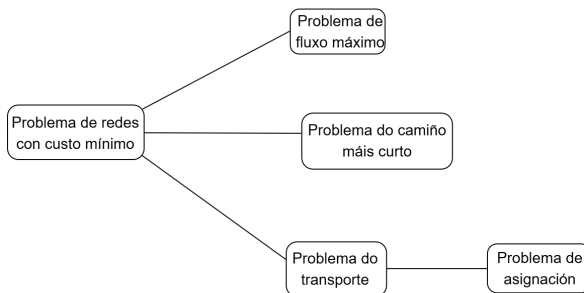 Problema de
fluxo máximo
Problema de redes
con custo mínimo
Problema do camiño
máis curto
Problema do
transporte
Problema de
asignación